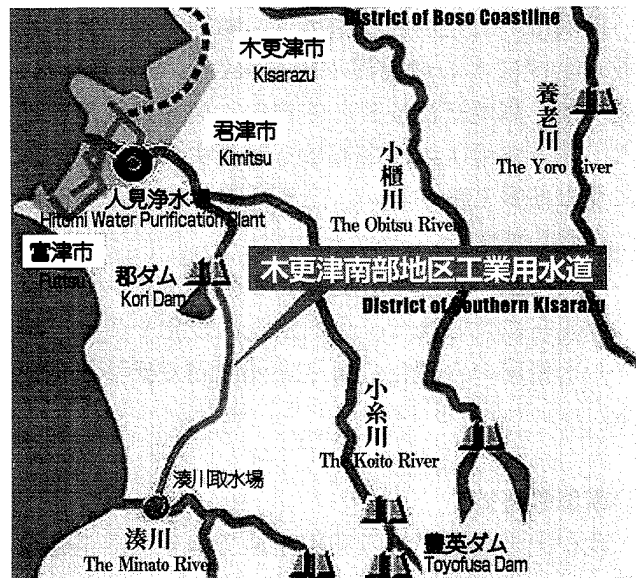 District of Boso Coastline
木更津市
Kisarazu
養老川
The Yoro River
君津市
Kimitsu
小櫃川
The Obitsu River
人見浄水場
Hitomi Water Purification Plant
富津市
Futtsu
郡ダム
Kori Dam
木更津南部地区工業用水道
District of Southern Kisarazu
小糸川
The Koito River
湊川取水場
湊川
The Minato River
豊英ダム
Toyofusa Dam